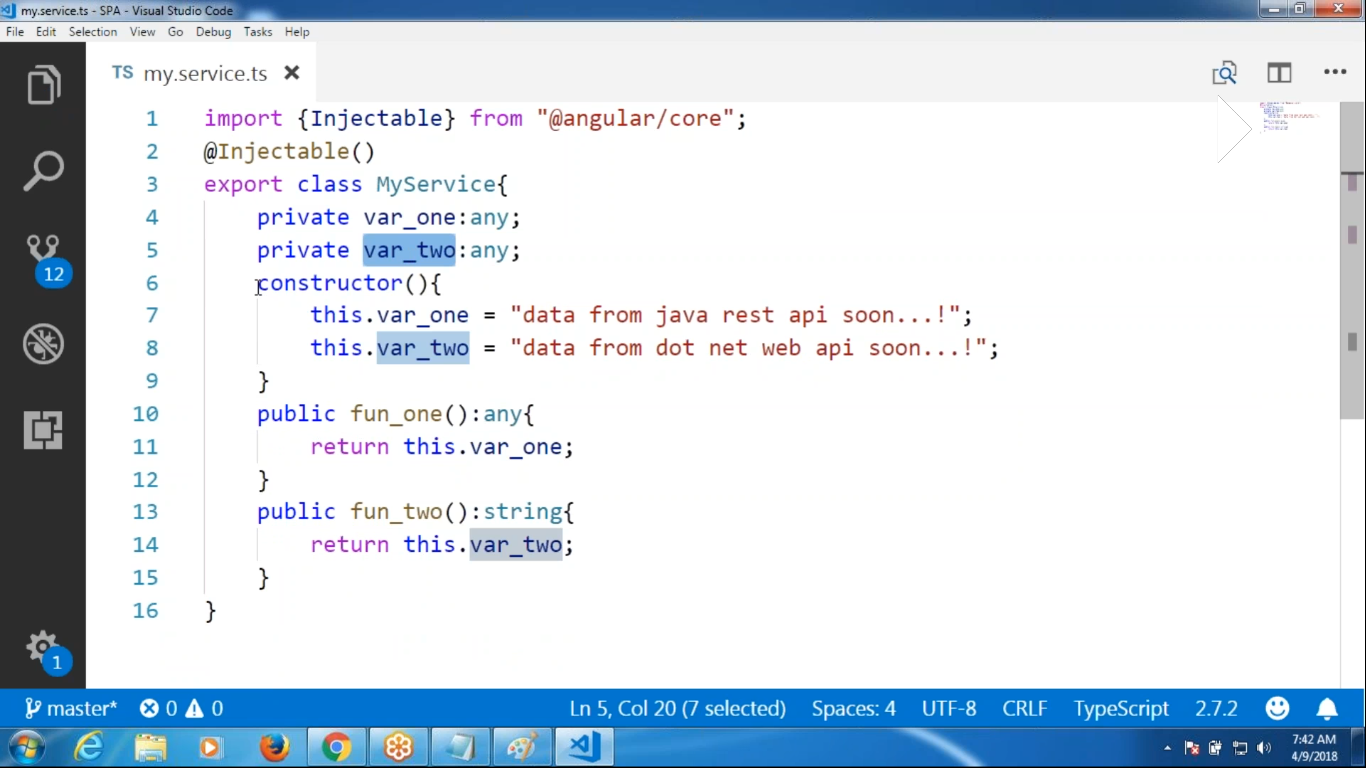 my.service.ts - SPA - Visual Studio Code
File Edit Selection View Go Debug Tasks Help
TS my.service.ts
1 import {Injectable} from "@angular/core";
2 @Injectable()
3 export class MyService{
4 private var_one:any;
5 private var_two:any;
6 constructor(){
7 this.var_one = "data from java rest api soon...!";
8 this.var_two = "data from dot net web api soon...!";
9 }
10 public fun_one():any{
11 return this.var_one;
12 }
13 public fun_two():string{
14 return this.var_two;
15 }
16 }
12
1
master* 0 0 Ln 5, Col 20 (7 selected) Spaces: 4 UTF-8 CRLF TypeScript 2.7.2
7:42 AM
4/9/2018